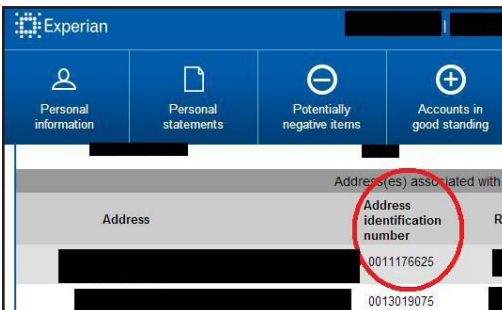 Experian
Personal information
Personal statements
Potentially negative items
Accounts in good standing
Address(es) associated with
Address
Address identification number
R
0011176625
0013019075